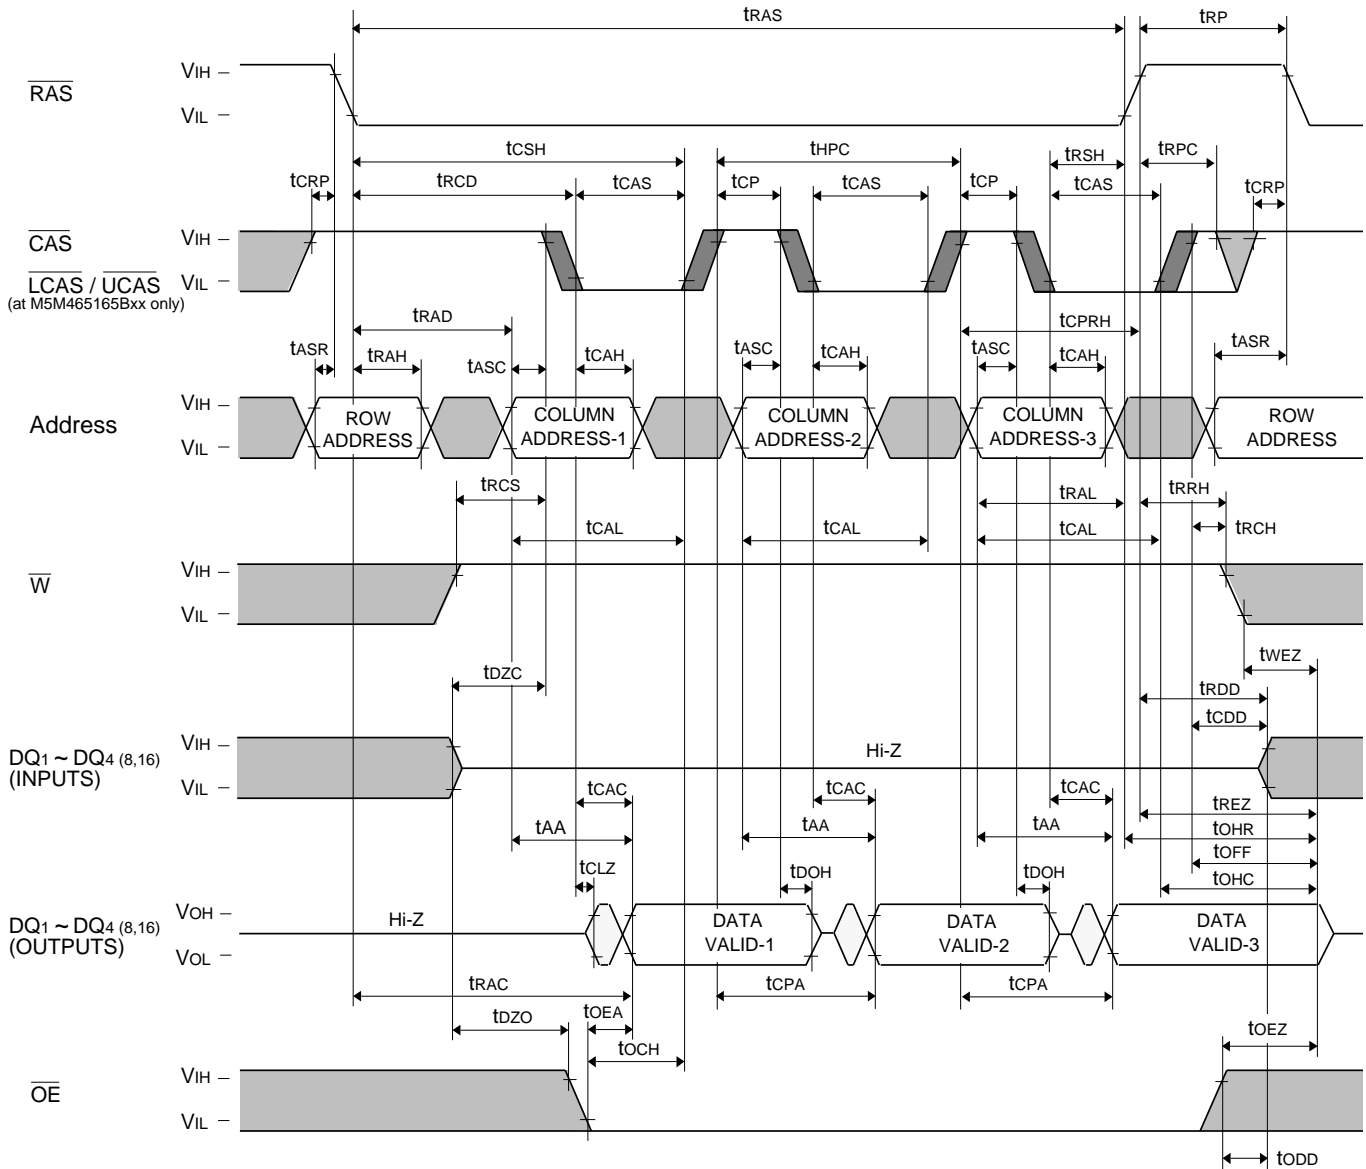 tRAS tRP
RAS VIH
VIL
tCSH tHPC tRSH tRPC
tCRP tRCD tCAS tCP tCAS tCP tCAS tCRP
CAS VIH
LCAS / UCAS VIL
(at M5M465165Bxx only)
tRAD tCPRH
tASR tRAH tASC tCAH tASC tCAH tASC tCAH tASR
Address VIH
VIL
ROW
ADDRESS
COLUMN
ADDRESS-1
COLUMN
ADDRESS-2
COLUMN
ADDRESS-3
ROW
ADDRESS
tRCS tRAL tRRH
tCAL tCAL tCAL tRCH
W VIH
VIL
tWEZ
tDZC tRDD
tCDD
DQ1 ~ DQ4 (8,16) VIH
(INPUTS) VIL
Hi-Z
tCAC tCAC tCAC tREZ
tAA tAA tAA tOHR
tOFF
tCLZ tDOH tDOH tOHC
DQ1 ~ DQ4 (8,16) VOH
(OUTPUTS) VOL
Hi-Z
DATA
VALID-1
DATA
VALID-2
DATA
VALID-3
tRAC tCPA tCPA
tDZO tOEA tOEZ
tOCH
OE VIH
VIL
tODD